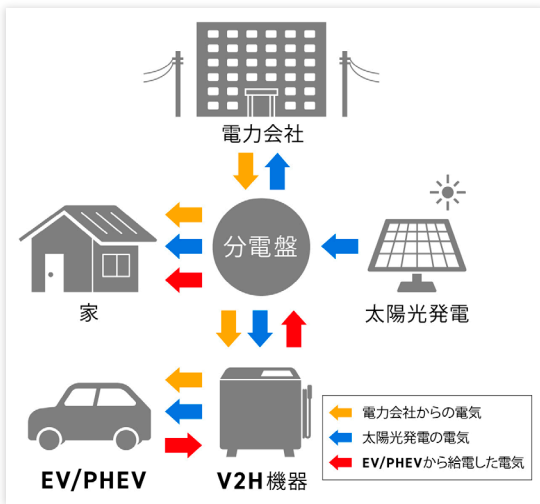 電力会社
分電盤
家
太陽光発電
EV/PHEV
V2H機器
電力会社からの電気
太陽光発電の電気
EV/PHEVから給電した電気